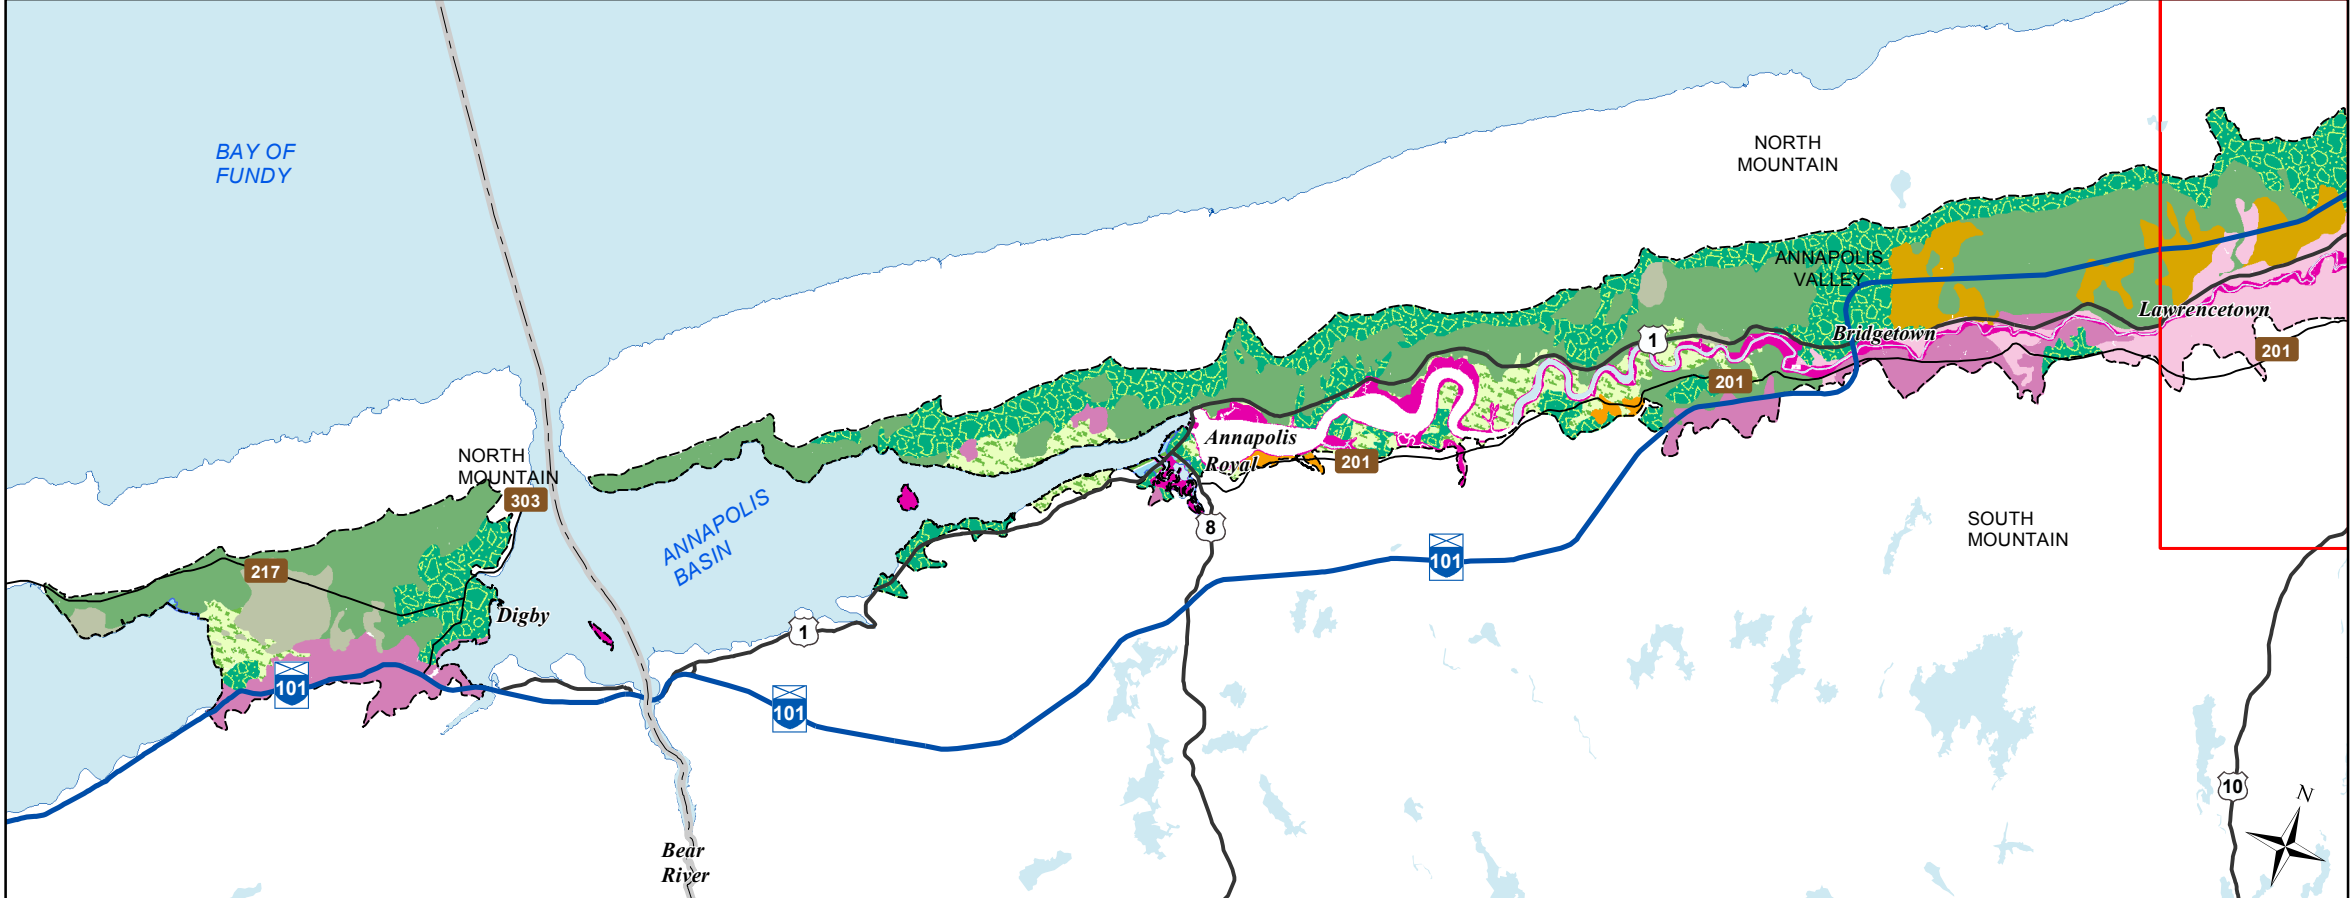 BAY OF
FUNDY
NORTH
MOUNTAIN
ANNAPOLIS
VALLEY
Lawrencetown
Bridgetown
1
201
201
Annapolis
Royal
201
NORTH
MOUNTAIN
303
ANNAPOLIS
BASIN
8
SOUTH
MOUNTAIN
101
217
Digby
1
101
101
10
N
Bear
River